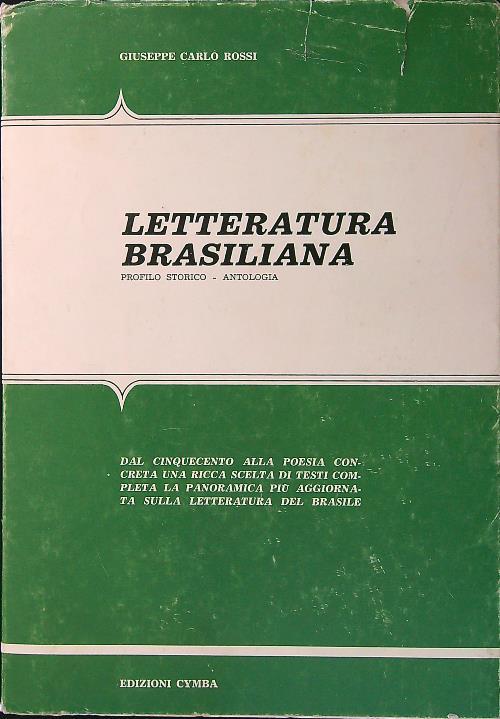 GIUSEPPE CARLO ROSSI
LETTERATURA
BRASILIANA
PROFILO STORICO - ANTOLOGIA
DAL CINQUECENTO ALLA POESIA CON-
CRETA UNA RICCA SCELTA DI TESTI COM-
PLETA LA PANORAMICA PIÙ AGGIORNA-
TA SULLA LETTERATURA DEL BRASILE
EDIZIONI CYMBA